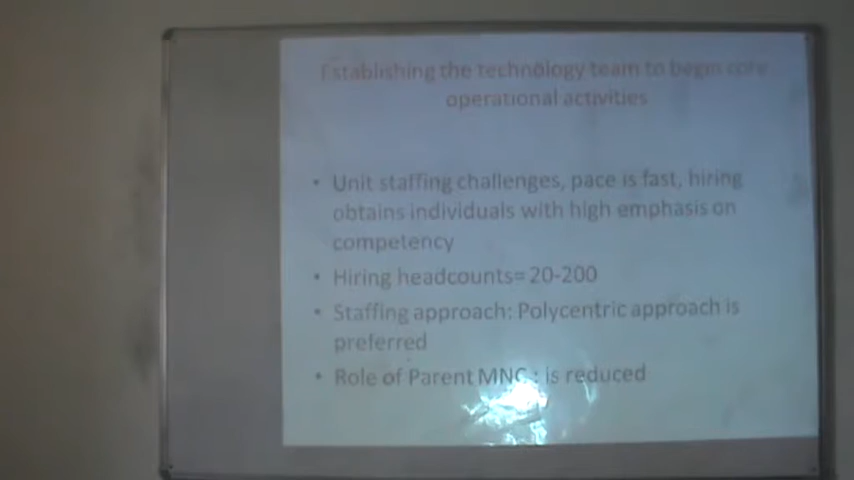 Establishing the technology team to begin core
operational activities
• Unit staffing challenges, pace is fast, hiring
obtains individuals with high emphasis on
competency
• Hiring headcounts= 20-200
• Staffing approach: Polycentric approach is
preferred
• Role of Parent MNC : is reduced